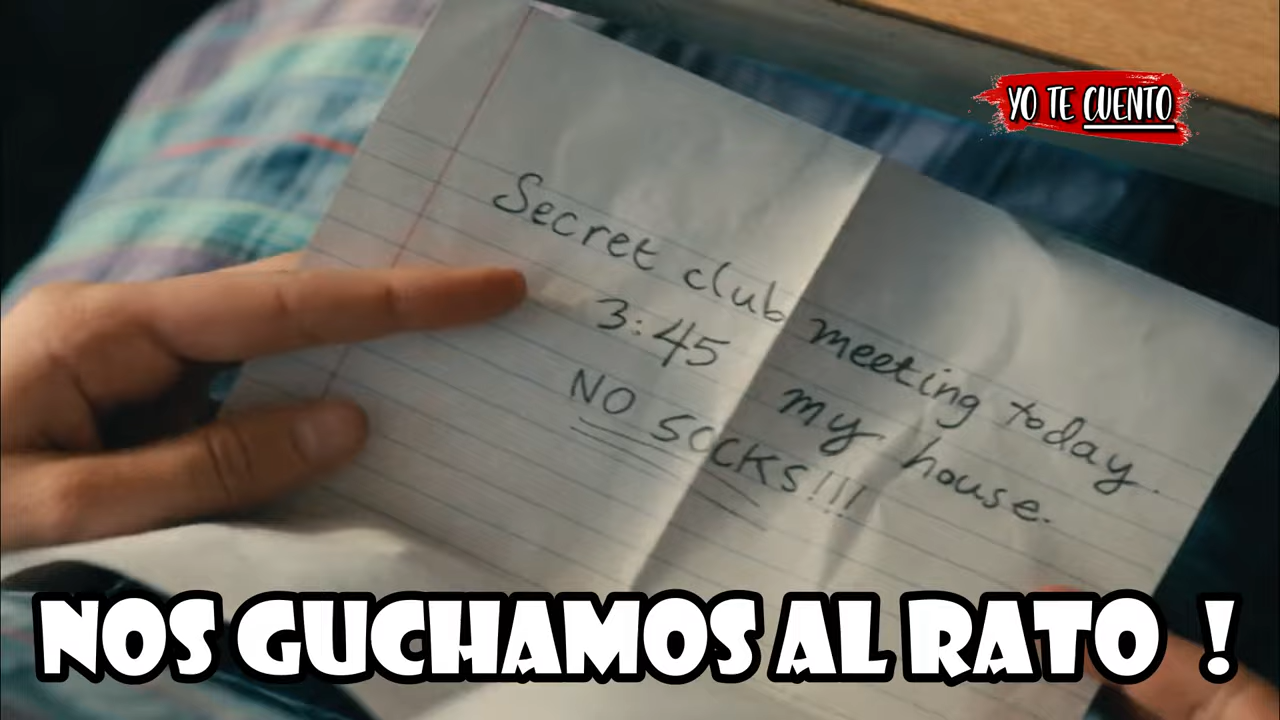 YO TE CUENTO
Secret club meeting today.
3:45 my house.
NO SOCKS!!!
NOS GUCHAMOS AL RATO !